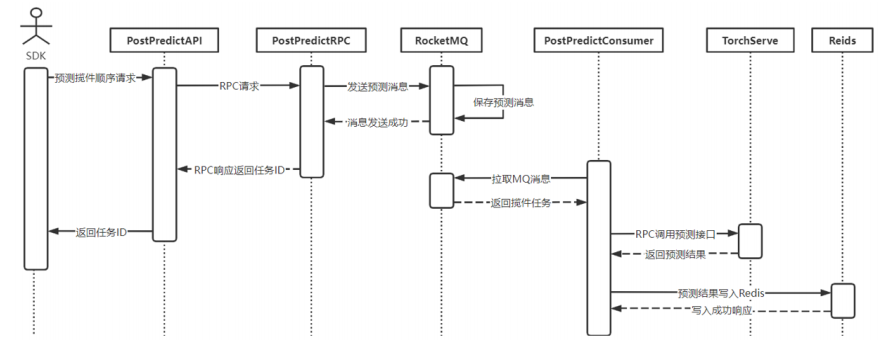 SDK
PostPredictAPI
PostPredictRPC
RocketMQ
PostPredictConsumer
TorchServe
Reids
预测揽件顺序请求
RPC请求
发送预测消息
保存预测消息
消息发送成功
RPC响应返回任务ID
拉取MQ消息
返回揽件任务
返回任务ID
RPC调用预测接口
返回预测结果
预测结果写入Redis
写入成功响应